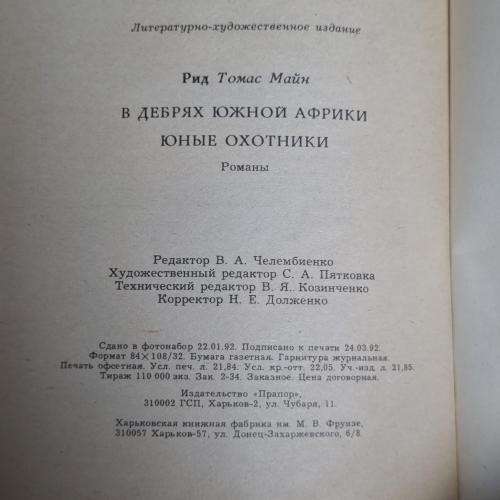 Литературно-художественное издание
Рид Томас Майн
В ДЕБРЯХ ЮЖНОЙ АФРИКИ
ЮНЫЕ ОХОТНИКИ
Романы
Редактор В. А. Челембиенко
Художественный редактор С. А. Пятковка
Технический редактор В. Я. Козинченко
Корректор Н. Е. Долженко
Сдано в фотонабор 22.01.92. Подписано к печати 24.03.92.
Формат 84×108/32. Бумага газетная. Гарнитура журнальная.
Печать офсетная. Усл. печ. л. 21,84. Усл. кр.-отт. 22,05. Уч.-изд. л. 21,85.
Тираж 110 000 экз. Зак. 2-34. Заказное. Цена договорная.
Издательство «Прапор»,
310002 ГСП, Харьков-2, ул. Чубаря, 11.
Харьковская книжная фабрика им. М. В. Фрунзе,
310057 Харьков-57, ул. Донец-Захаржевского, 6/8.